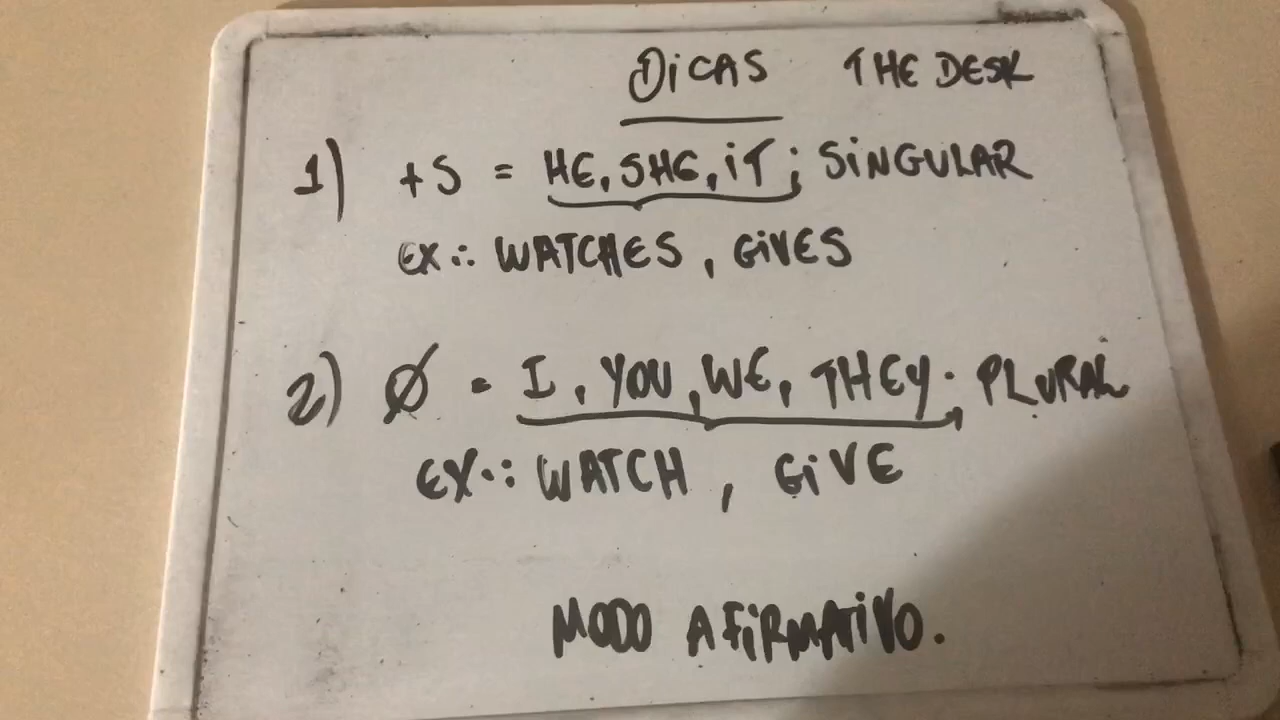 DiCAS THE DESK
1) +S = HE, SHE, iT; SiNGULAR
EX∴ WATCHES, GiVES
2) Ø = I, YOU, WE, THEY; PLURAL
EX∴ WATCH, GiVE
MODO AFiRMATiVO.